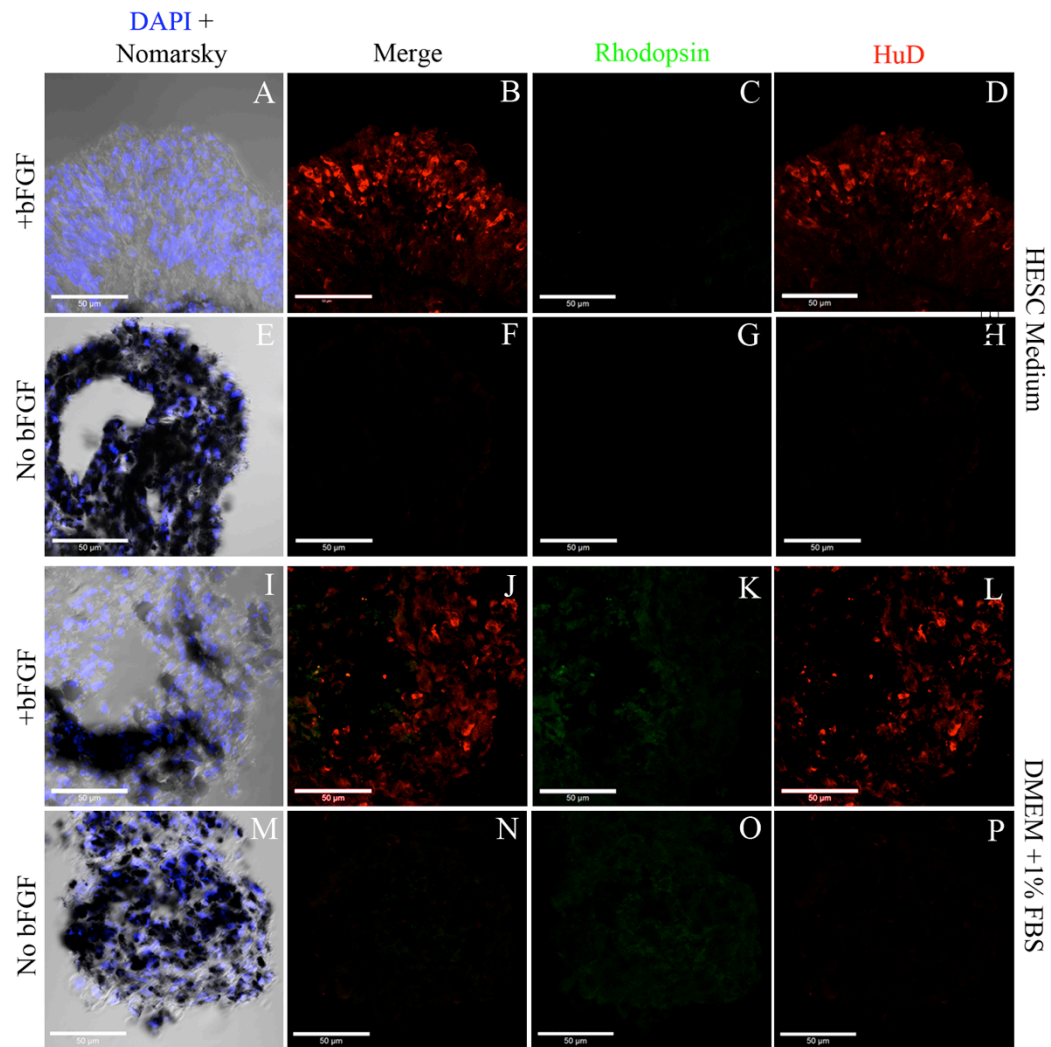 DAPI +
Nomarsky
Merge
Rhodopsin
HuD
+bFGF
A
B
C
D
50 µm
50 µm
50 µm
50 µm
HESC Medium
No bFGF
E
F
G
H
50 µm
50 µm
50 µm
50 µm
+bFGF
I
J
K
L
50 µm
50 µm
50 µm
50 µm
DMEM +1% FBS
No bFGF
M
N
O
P
50 µm
50 µm
50 µm
50 µm